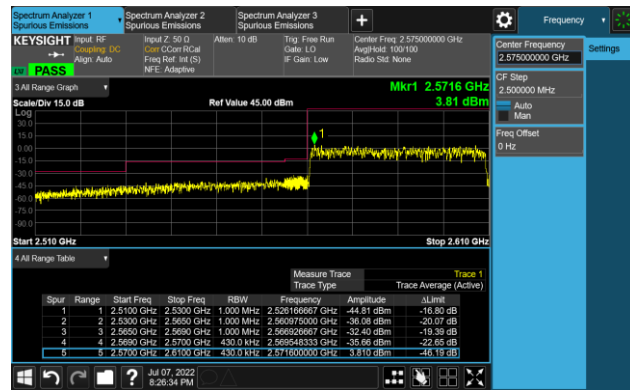 Spectrum Analyzer 1
Spurious Emissions
Spectrum Analyzer 2
Spurious Emissions
Spectrum Analyzer 3
Spurious Emissions
Frequency
KEYSIGHT
Input: RF
Coupling: DC
Align: Auto
Input Z: 50 Ω
Corr CCorr RCal
Freq Ref: Int (S)
NFE: Adaptive
Atten: 10 dB
Trig: Free Run
Gate: LO
IF Gain: Low
Center Freq: 2.575000000 GHz
Avg|Hold: 100/100
Radio Std: None
PASS
Center Frequency
2.575000000 GHz
Settings
CF Step
2.500000 MHz
Auto
Man
Freq Offset
0 Hz
3 All Range Graph
Mkr1 2.5716 GHz
3.81 dBm
Scale/Div 15.0 dB
Ref Value 45.00 dBm
Log
30.0
15.0
0.00
-15.0
-30.0
-45.0
-60.0
-75.0
-90.0
1
Start 2.510 GHz
Stop 2.610 GHz
4 All Range Table
Measure Trace Trace 1
Trace Type Trace Average (Active)
Spur Range Start Freq Stop Freq RBW Frequency Amplitude ΔLimit
1 1 2.5100 GHz 2.5300 GHz 1.000 MHz 2.526166667 GHz -44.81 dBm -16.80 dB
2 2 2.5300 GHz 2.5650 GHz 1.000 MHz 2.560975000 GHz -36.08 dBm -20.07 dB
3 3 2.5650 GHz 2.5690 GHz 1.000 MHz 2.566926667 GHz -32.40 dBm -19.39 dB
4 4 2.5690 GHz 2.5700 GHz 430.0 kHz 2.569548333 GHz -35.66 dBm -22.65 dB
5 5 2.5700 GHz 2.6100 GHz 430.0 kHz 2.571600000 GHz 3.810 dBm -46.19 dB
Jul 07, 2022
8:26:34 PM